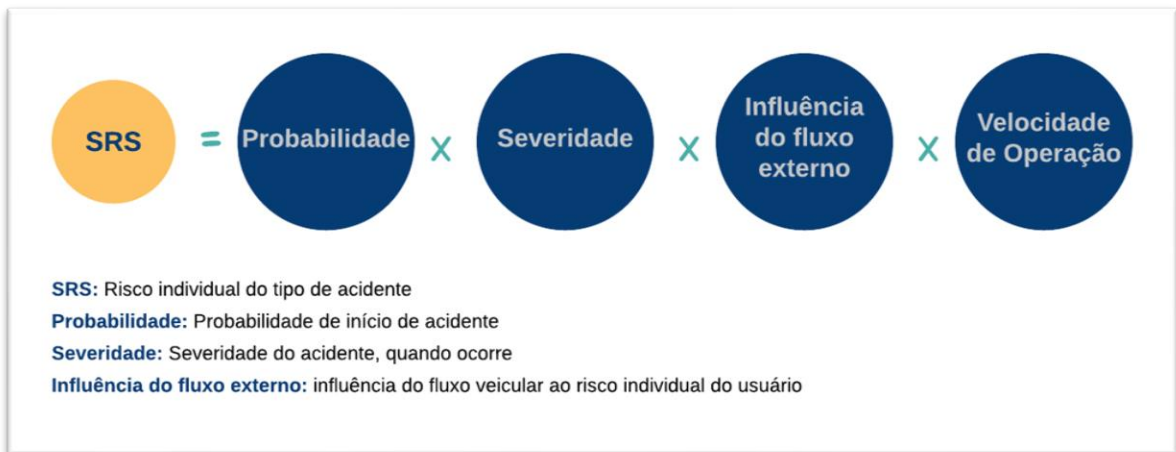 SRS = Probabilidade x Severidade x Influência do fluxo externo x Velocidade de Operação
SRS: Risco individual do tipo de acidente
Probabilidade: Probabilidade de início de acidente
Severidade: Severidade do acidente, quando ocorre
Influência do fluxo externo: influência do fluxo veicular ao risco individual do usuário